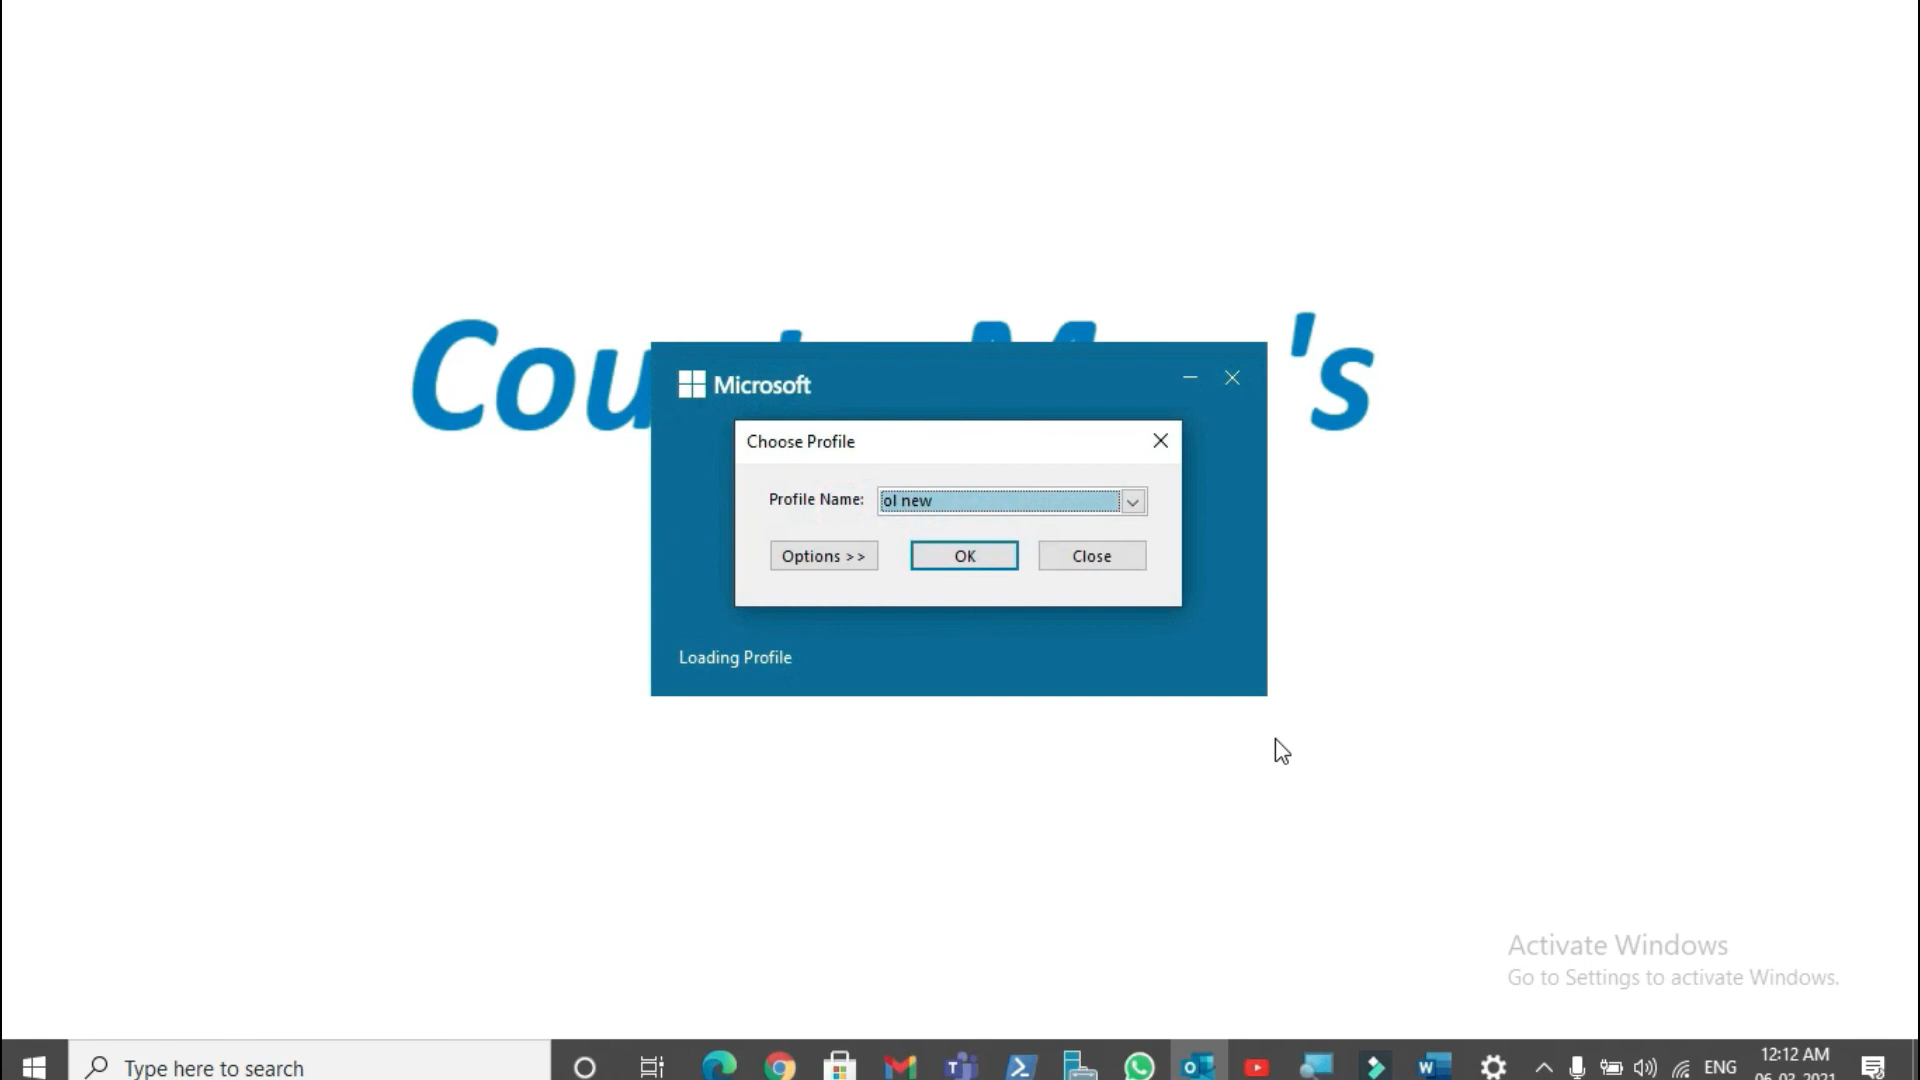 Cou
's
Microsoft
Choose Profile
Profile Name: ol new
Options >> OK Close
Loading Profile
Activate Windows
Go to Settings to activate Windows.
Type here to search
ENG
12:12 AM